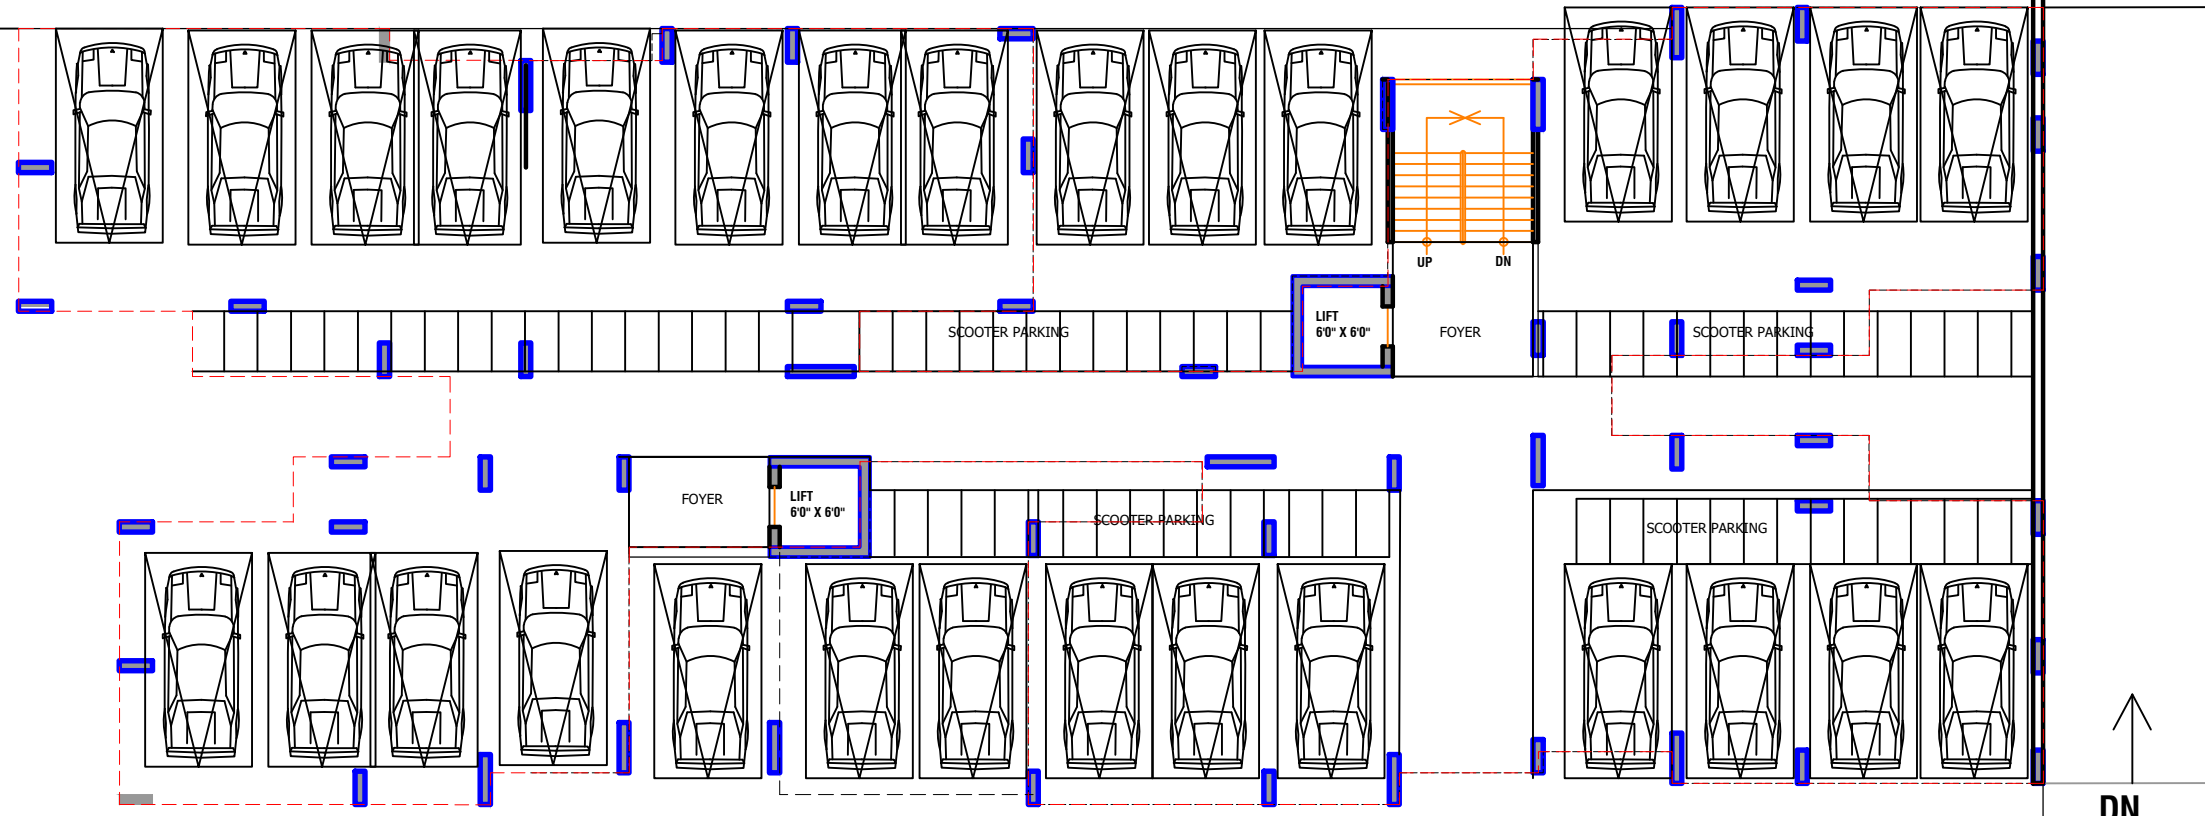 UP
DN
LIFT
6'0" X 6'0"
SCOOTER PARKING
FOYER
SCOOTER PARKING
FOYER
LIFT
6'0" X 6'0"
SCOOTER PARKING
SCOOTER PARKING
DN